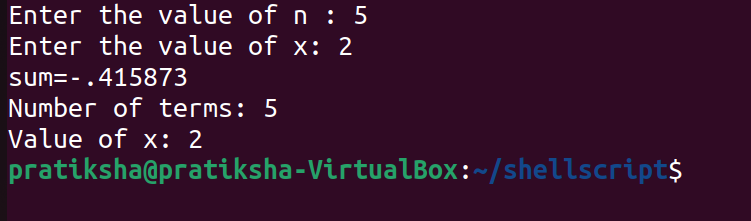 Enter the value of n : 5
Enter the value of x: 2
sum=-.415873
Number of terms: 5
Value of x: 2
pratiksha@pratiksha-VirtualBox:~/shellscript$